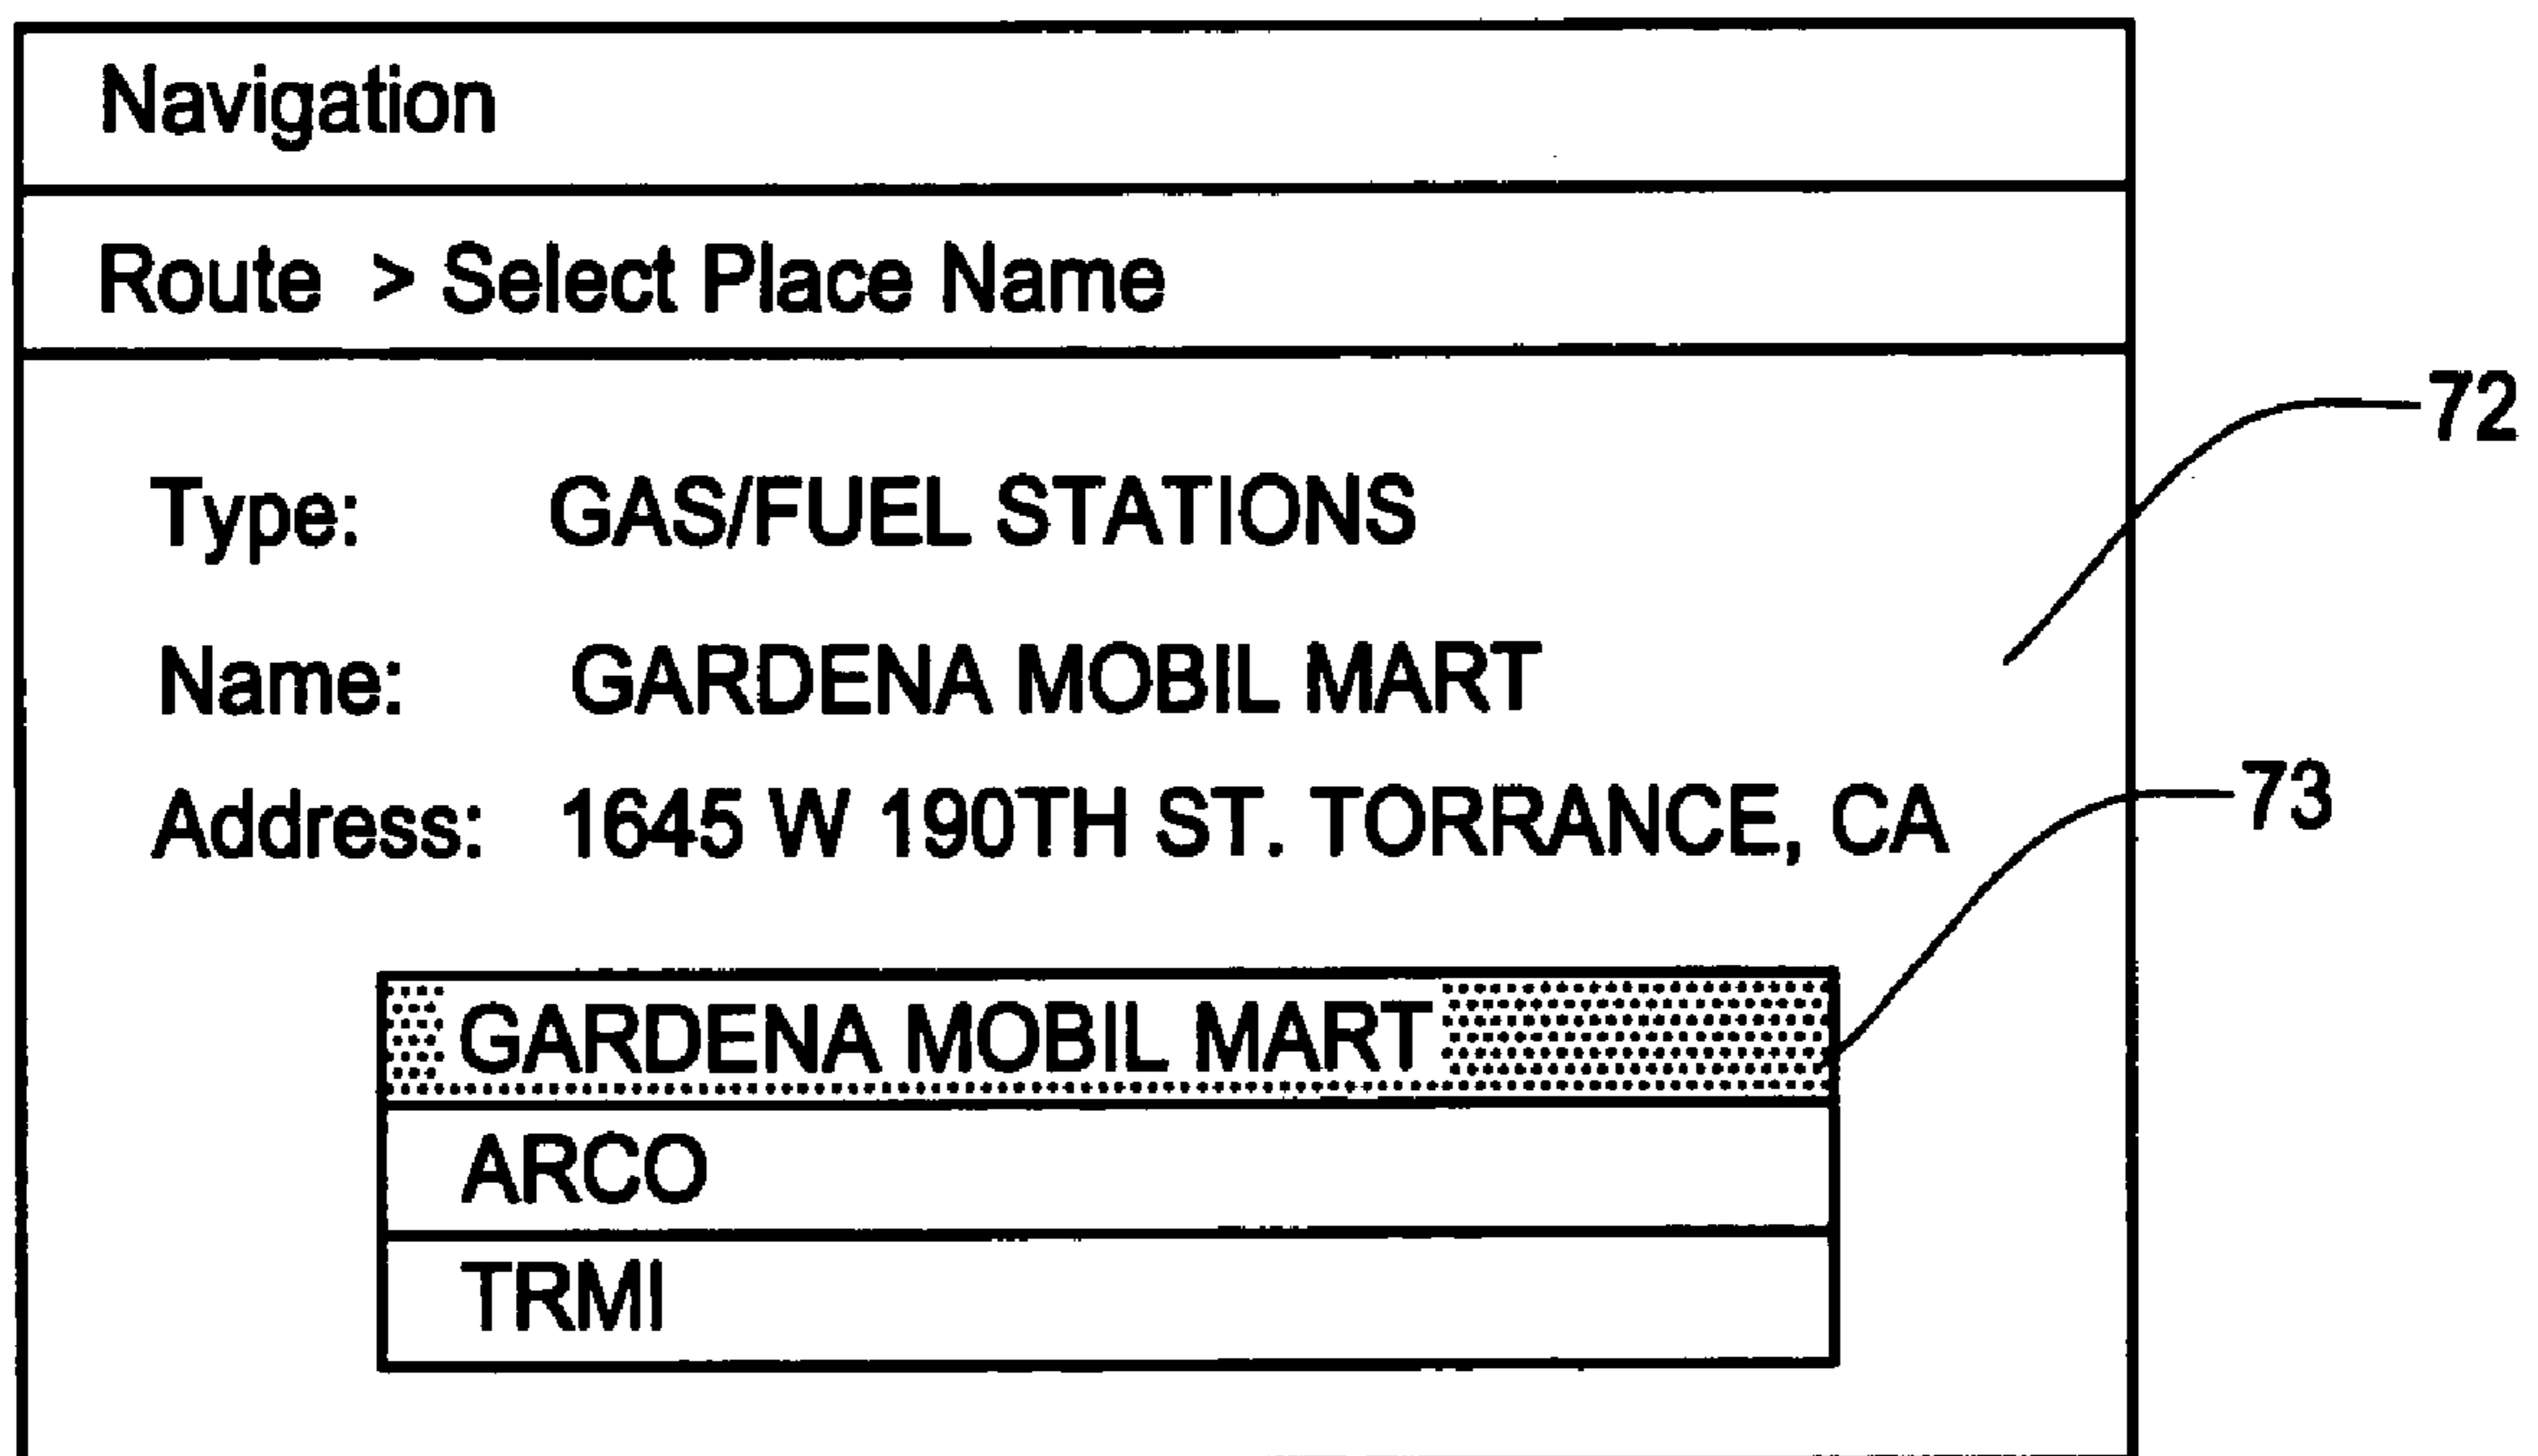 Navigation
Route > Select Place Name
72
Type: GAS/FUEL STATIONS
Name: GARDENA MOBIL MART
73
Address: 1645 W 190TH ST. TORRANCE, CA
GARDENA MOBIL MART
ARCO
TRMI